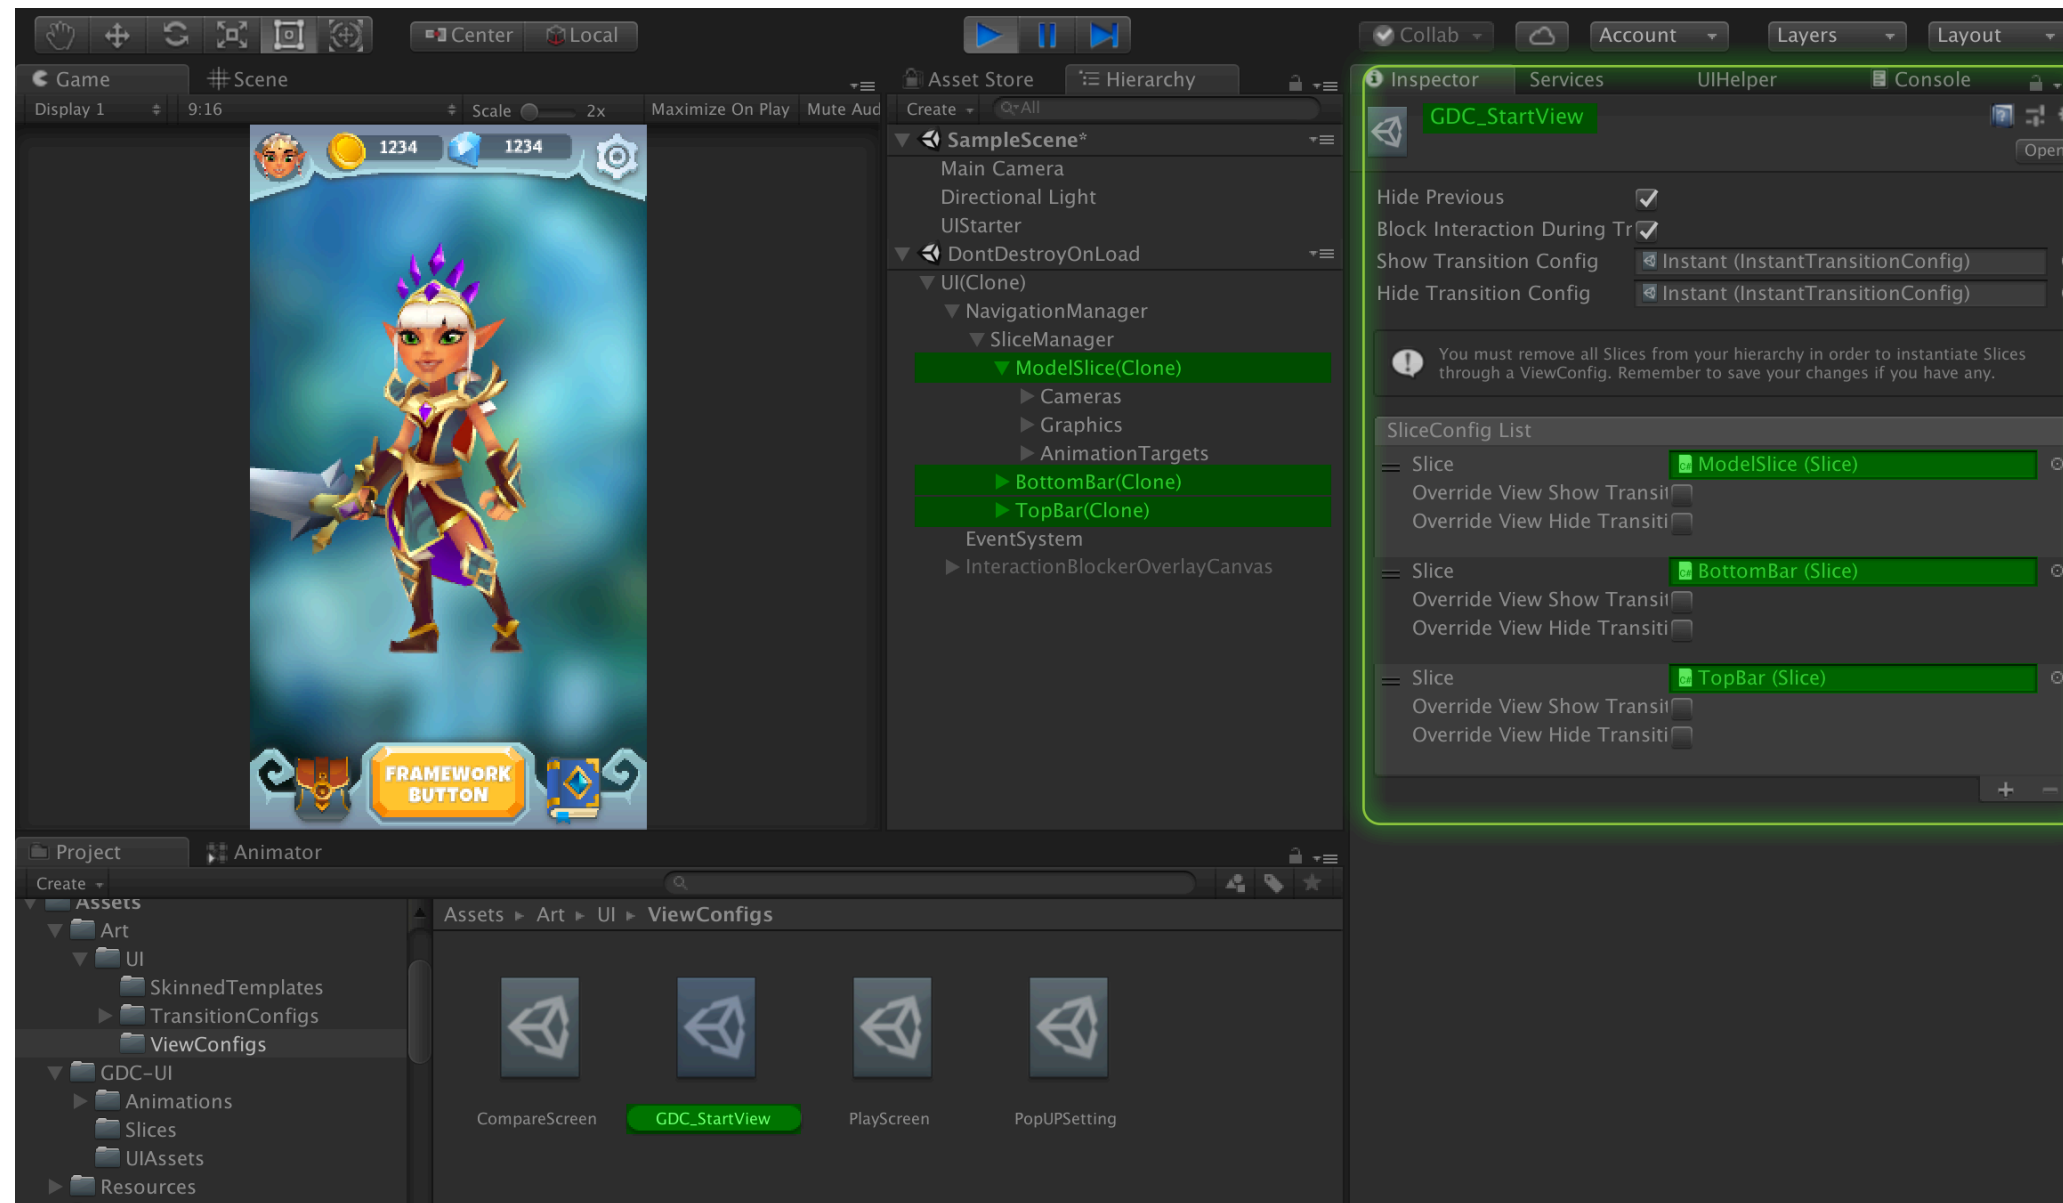 Center
Local
Collab
Account
Layers
Layout
Game
Scene
Display 1
9:16
Scale
2x
Maximize On Play
Mute Aud
1234
1234
FRAMEWORK
BUTTON
Asset Store
Hierarchy
Create
All
SampleScene*
Main Camera
Directional Light
UIStarter
DontDestroyOnLoad
UI(Clone)
NavigationManager
SliceManager
ModelSlice(Clone)
Cameras
Graphics
AnimationTargets
BottomBar(Clone)
TopBar(Clone)
EventSystem
InteractionBlockerOverlayCanvas
Inspector
Services
UIHelper
Console
GDC_StartView
Open
Hide Previous
Block Interaction During Tr
Show Transition Config
Instant (InstantTransitionConfig)
Hide Transition Config
Instant (InstantTransitionConfig)
You must remove all Slices from your hierarchy in order to instantiate Slices
through a ViewConfig. Remember to save your changes if you have any.
SliceConfig List
Slice
ModelSlice (Slice)
Override View Show Transit
Override View Hide Transiti
Slice
BottomBar (Slice)
Override View Show Transit
Override View Hide Transiti
Slice
TopBar (Slice)
Override View Show Transit
Override View Hide Transiti
Project
Animator
Create
Assets
Art
UI
SkinnedTemplates
TransitionConfigs
ViewConfigs
GDC-UI
Animations
Slices
UIAssets
Resources
Assets ▸ Art ▸ UI ▸ ViewConfigs
CompareScreen
GDC_StartView
PlayScreen
PopUPSetting